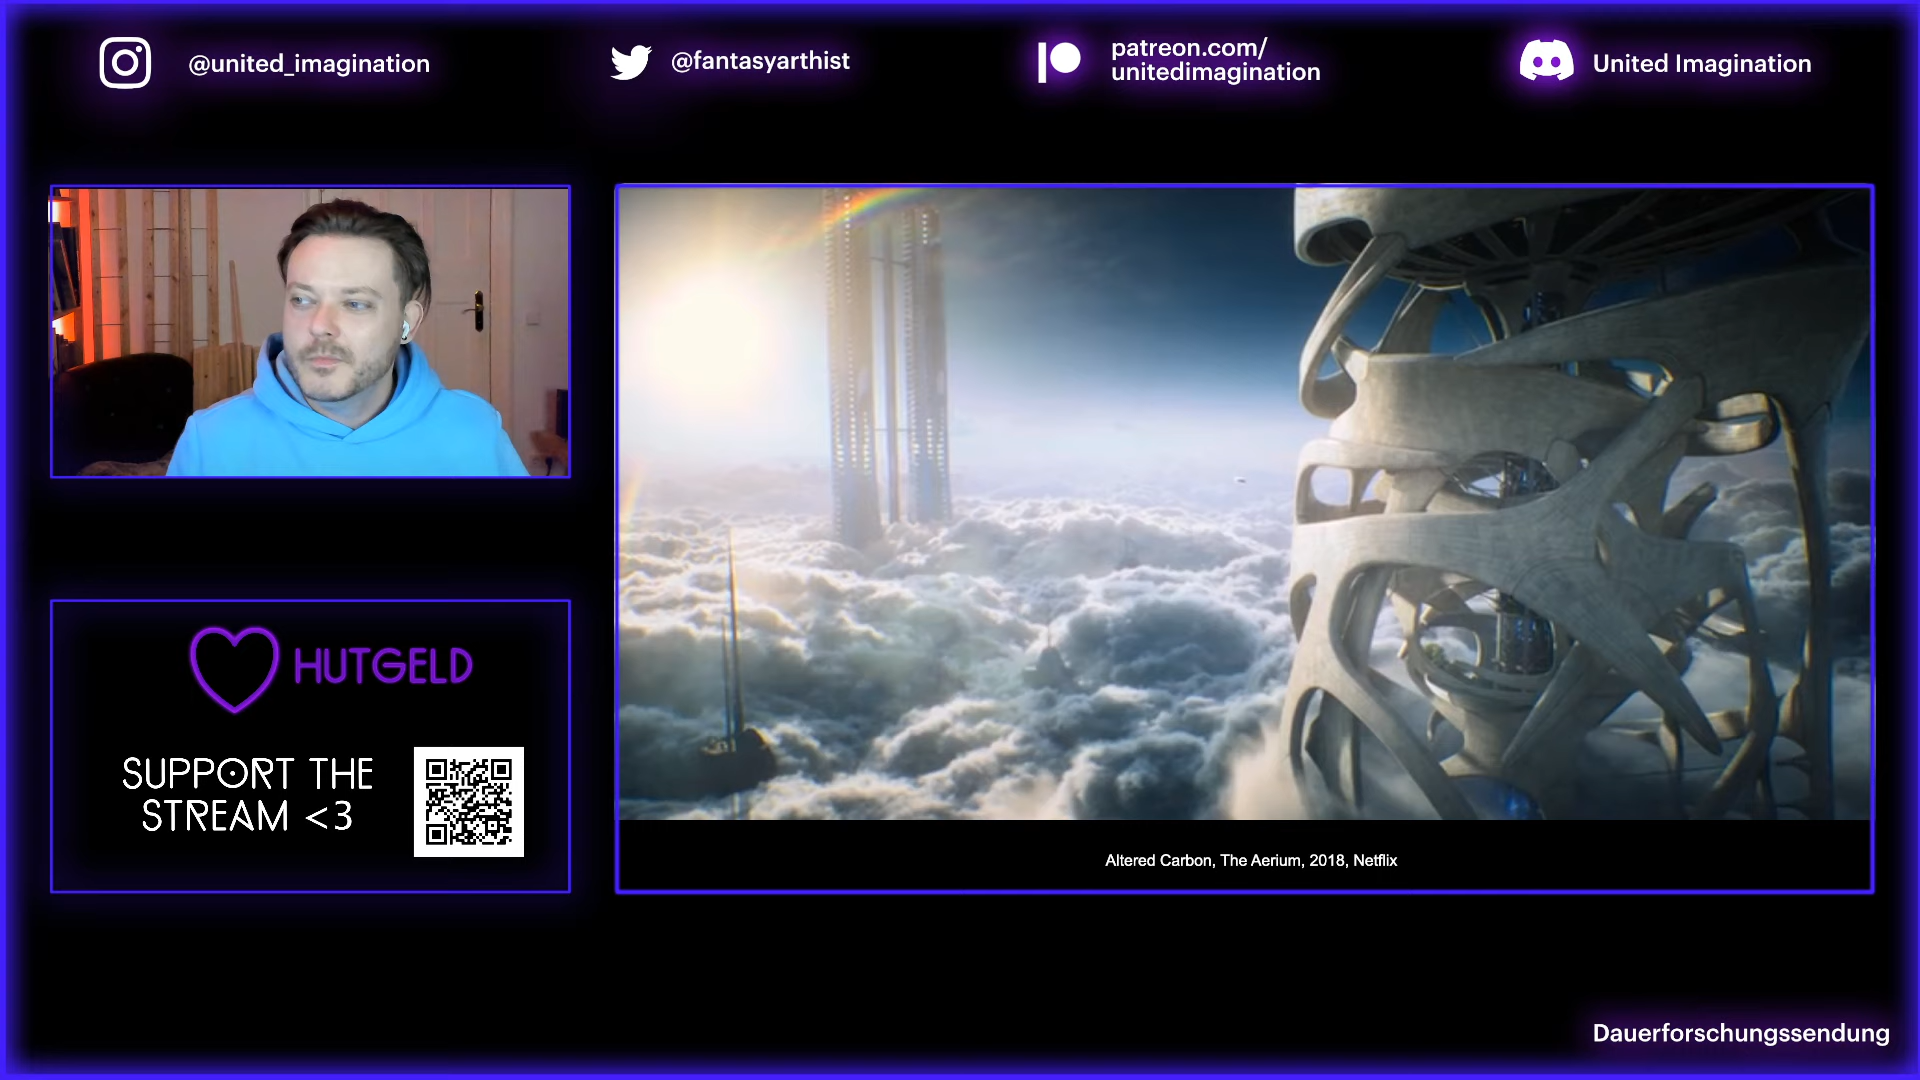 @united_imagination
@fantasyarthist
patreon.com/
unitedimagination
United Imagination
HUTGELD
SUPPORT THE
STREAM <3
Altered Carbon, The Aerium, 2018, Netflix
Dauerforschungssendung